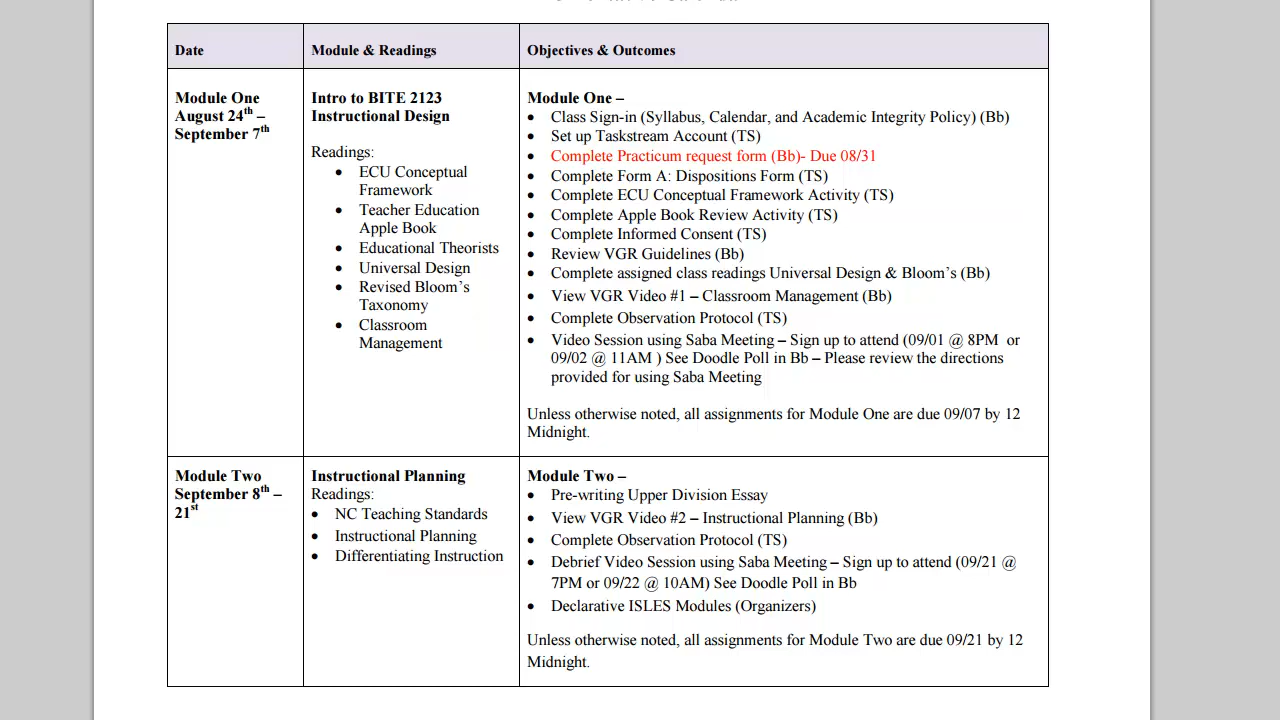 Date
Module & Readings
Objectives & Outcomes
Module One
August 24th –
September 7th
Intro to BITE 2123
Instructional Design
Readings:
• ECU Conceptual
Framework
• Teacher Education
Apple Book
• Educational Theorists
• Universal Design
• Revised Bloom’s
Taxonomy
• Classroom
Management
Module One –
• Class Sign-in (Syllabus, Calendar, and Academic Integrity Policy) (Bb)
• Set up Taskstream Account (TS)
• Complete Practicum request form (Bb)- Due 08/31
• Complete Form A: Dispositions Form (TS)
• Complete ECU Conceptual Framework Activity (TS)
• Complete Apple Book Review Activity (TS)
• Complete Informed Consent (TS)
• Review VGR Guidelines (Bb)
• Complete assigned class readings Universal Design & Bloom’s (Bb)
• View VGR Video #1 – Classroom Management (Bb)
• Complete Observation Protocol (TS)
• Video Session using Saba Meeting – Sign up to attend (09/01 @ 8PM or
09/02 @ 11AM ) See Doodle Poll in Bb – Please review the directions
provided for using Saba Meeting
Unless otherwise noted, all assignments for Module One are due 09/07 by 12
Midnight.
Module Two
September 8th –
21st
Instructional Planning
Readings:
• NC Teaching Standards
• Instructional Planning
• Differentiating Instruction
Module Two –
• Pre-writing Upper Division Essay
• View VGR Video #2 – Instructional Planning (Bb)
• Complete Observation Protocol (TS)
• Debrief Video Session using Saba Meeting – Sign up to attend (09/21 @
7PM or 09/22 @ 10AM) See Doodle Poll in Bb
• Declarative ISLES Modules (Organizers)
Unless otherwise noted, all assignments for Module Two are due 09/21 by 12
Midnight.